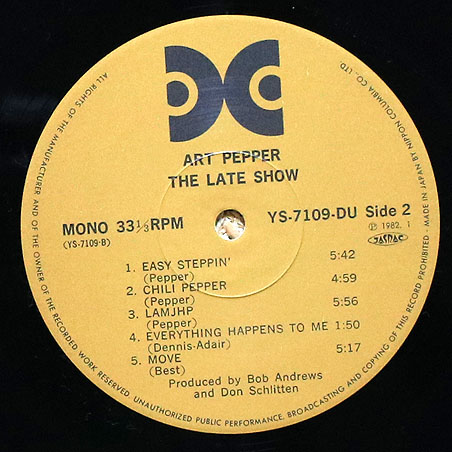 ART PEPPER
THE LATE SHOW
MONO 33⅓RPM
(YS-7109-B)
YS-7109-DU Side 2
Ⓟ 1982. 1
JASRAC
1. EASY STEPPIN' 5:42
(Pepper)
2. CHILI PEPPER 4:59
(Pepper)
3. LAMJHP 5:56
(Pepper)
4. EVERYTHING HAPPENS TO ME 1:50
(Dennis-Adair)
5. MOVE 5:17
(Best)
Produced by Bob Andrews
and Don Schlitten
ALL RIGHTS OF THE MANUFACTURER AND OF THE OWNER OF THE RECORDED WORK RESERVED. UNAUTHORIZED PUBLIC PERFORMANCE, BROADCASTING AND COPYING OF THIS RECORD PROHIBITED - MADE IN JAPAN BY NIPPON COLUMBIA CO., LTD